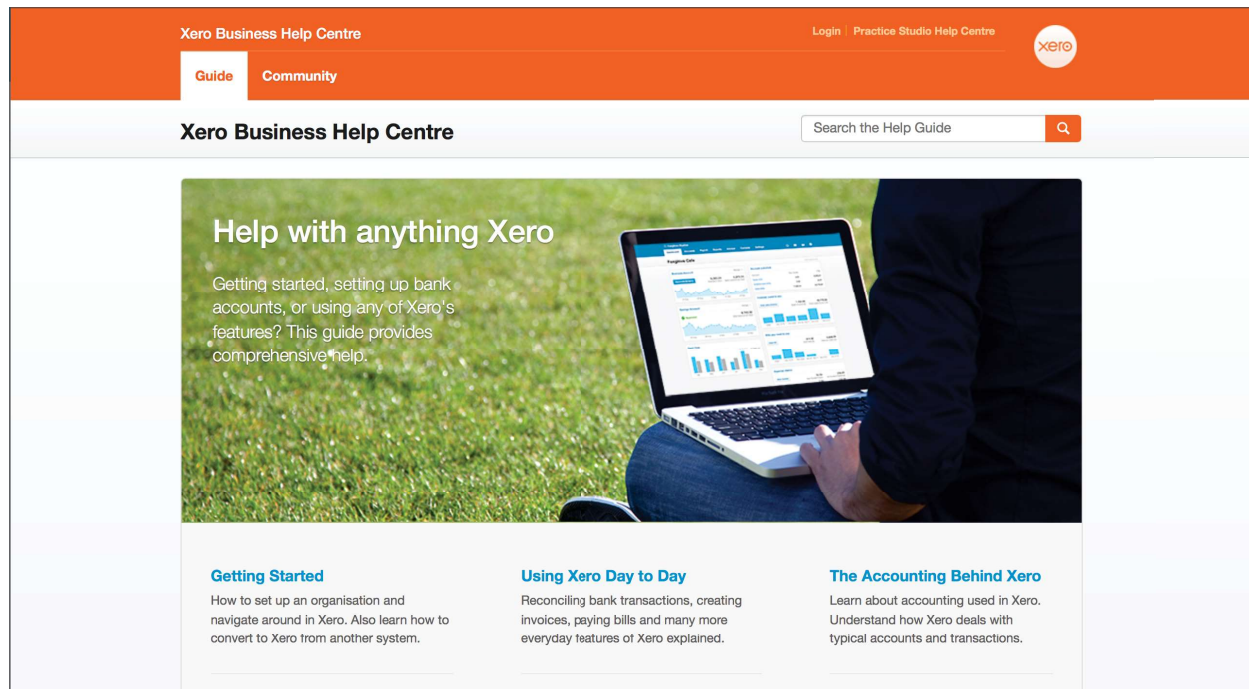 Xero Business Help Centre
Login | Practice Studio Help Centre
xero
Guide
Community
Xero Business Help Centre
Search the Help Guide
Help with anything Xero
Getting started, setting up bank
accounts, or using any of Xero's
features? This guide provides
comprehensive help.
Getting Started
How to set up an organisation and
navigate around in Xero. Also learn how to
convert to Xero from another system.
Using Xero Day to Day
Reconciling bank transactions, creating
invoices, paying bills and many more
everyday features of Xero explained.
The Accounting Behind Xero
Learn about accounting used in Xero.
Understand how Xero deals with
typical accounts and transactions.